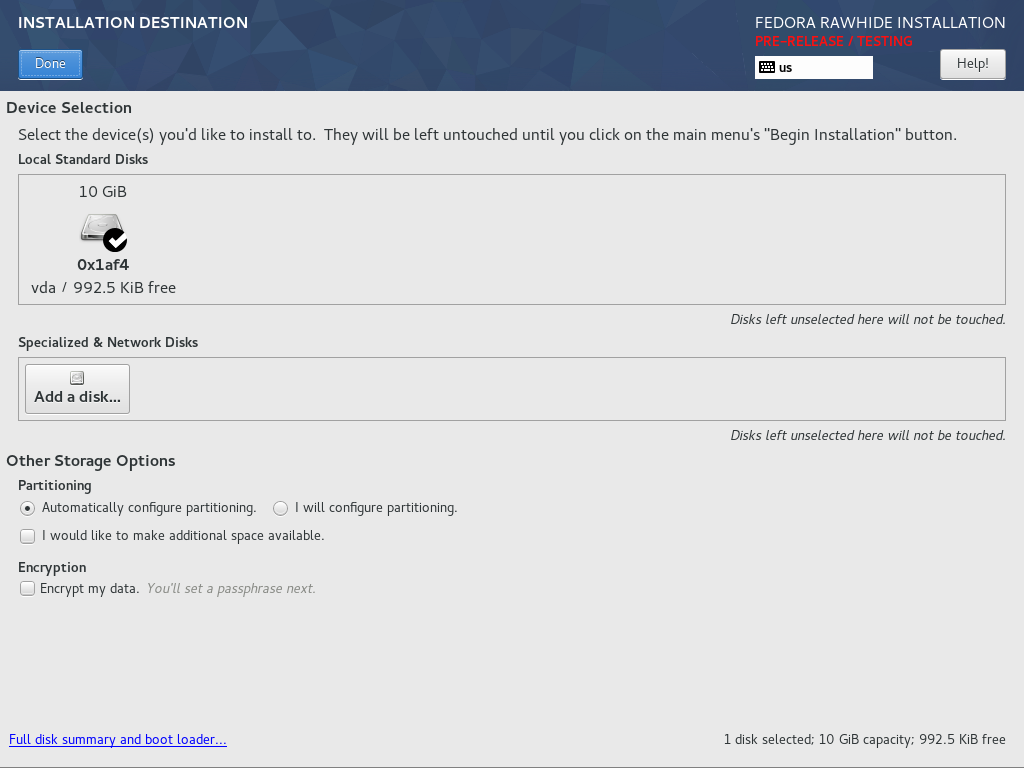 INSTALLATION DESTINATION
FEDORA RAWHIDE INSTALLATION
PRE-RELEASE / TESTING
Done
us
Help!
Device Selection
Select the device(s) you'd like to install to.  They will be left untouched until you click on the main menu's "Begin Installation" button.
Local Standard Disks
10 GiB
0x1af4
vda / 992.5 KiB free
Disks left unselected here will not be touched.
Specialized & Network Disks
Add a disk...
Disks left unselected here will not be touched.
Other Storage Options
Partitioning
Automatically configure partitioning. I will configure partitioning.
I would like to make additional space available.
Encryption
Encrypt my data. You'll set a passphrase next.
Full disk summary and boot loader...
1 disk selected; 10 GiB capacity; 992.5 KiB free